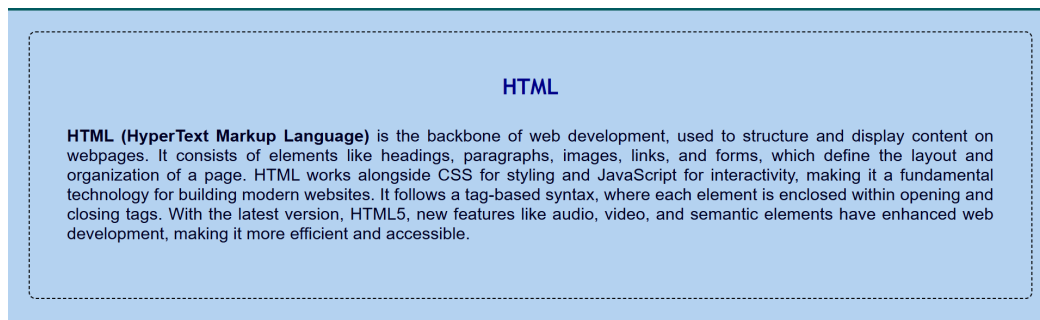 HTML
HTML (HyperText Markup Language) is the backbone of web development, used to structure and display content on
webpages. It consists of elements like headings, paragraphs, images, links, and forms, which define the layout and
organization of a page. HTML works alongside CSS for styling and JavaScript for interactivity, making it a fundamental
technology for building modern websites. It follows a tag-based syntax, where each element is enclosed within opening and
closing tags. With the latest version, HTML5, new features like audio, video, and semantic elements have enhanced web
development, making it more efficient and accessible.